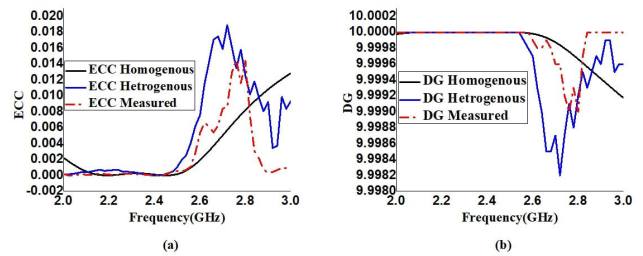 0.020
0.018
0.016
0.014
0.012
0.010
0.008
0.006
0.004
0.002
0.000
-0.002
ECC
ECC Homogenous
ECC Hetrogenous
ECC Measured
2.0 2.2 2.4 2.6 2.8 3.0
Frequency(GHz)
(a)
10.0002
10.0000
9.9998
9.9996
9.9994
9.9992
9.9990
9.9988
9.9986
9.9984
9.9982
9.9980
DG
DG Homogenous
DG Hetrogenous
DG Measured
2.0 2.2 2.4 2.6 2.8 3.0
Frequency(GHz)
(b)